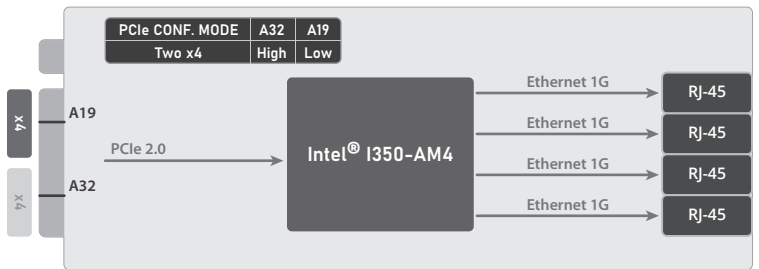 PCIe CONF. MODE A32 A19
Two x4 High Low
x4
A19
PCIe 2.0
A32
x4
Intel® I350-AM4
Ethernet 1G
RJ-45
Ethernet 1G
RJ-45
Ethernet 1G
RJ-45
Ethernet 1G
RJ-45